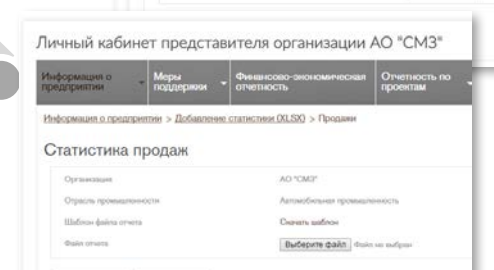 Личный кабинет представителя организации АО "СМЗ"
Информация о предприятии
Меры поддержки
Финансово-экономическая отчетность
Отчетность по проектам
Информация о предприятии > Добавление статистики (XLSX) > Продажи
Статистика продаж
Организация АО "СМЗ"
Отрасль промышленности Автомобильная промышленность
Шаблон файла отчета Скачать шаблон
Файл отчета Выберите файл Файл не выбран